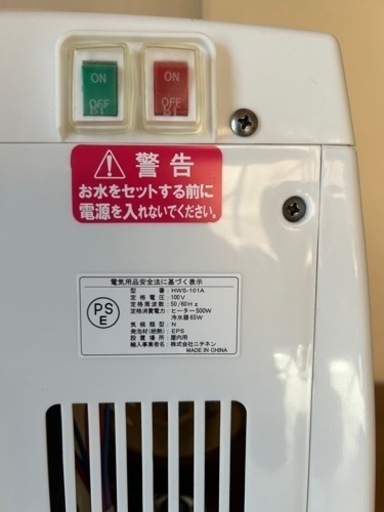 ON ON
OFF OFF
警告
お水をセットする前に
電源を入れないでください。
電気用品安全法に基づく表示
PS
E
型 番:HWS-101A
定格電圧:100V
定格周波数:50/60Hz
定格消費電力:ヒーター500W
冷水器65W
気候類型:N
発泡材(絶熱):EPS
設置場所:屋内用
輸入事業者名:株式会社ニチネン
MADE IN CHINA